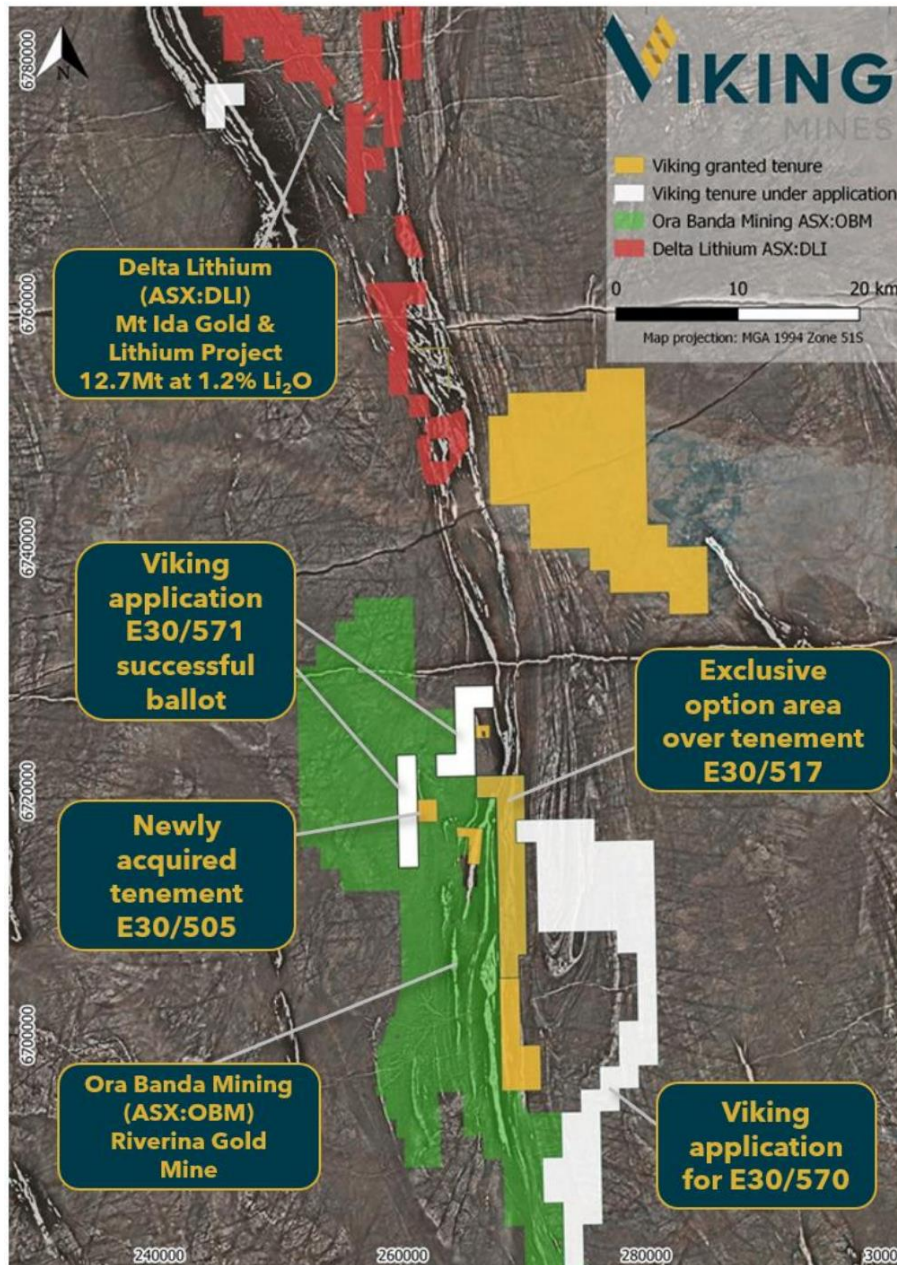 6780000
N
VIKING
MINES
Viking granted tenure
Viking tenure under application
Ora Banda Mining ASX:OBM
Delta Lithium ASX:DLI
0 10 20 km
Map projection: MGA 1994 Zone 51S
Delta Lithium
(ASX:DLI)
Mt Ida Gold &
Lithium Project
12.7Mt at 1.2% Li₂O
6760000
6740000
Viking
application
E30/571
successful
ballot
Exclusive
option area
over tenement
E30/517
6720000
Newly
acquired
tenement
E30/505
6700000
Ora Banda Mining
(ASX:OBM)
Riverina Gold
Mine
Viking
application
for E30/570
240000 260000 280000 3000